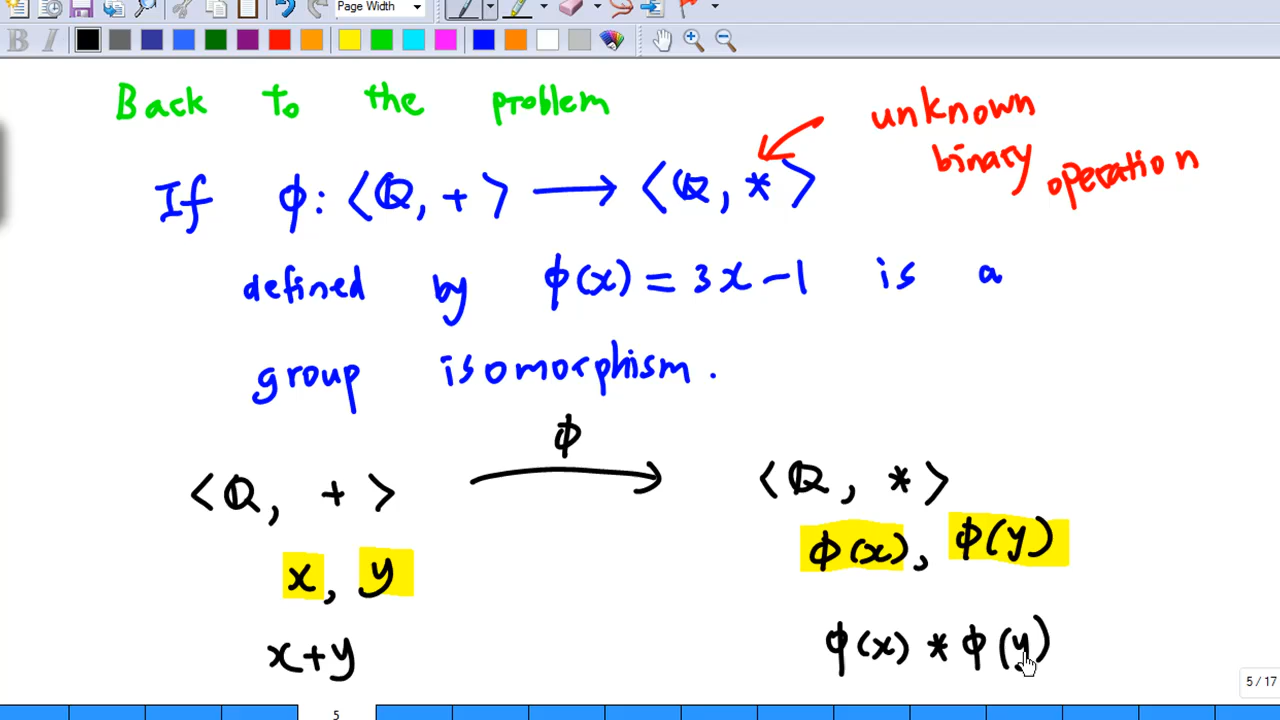 Page Width
B I
Back to the problem
unknown binary operation
If ϕ: <ℚ, +> ⟶ <ℚ, *>
defined by ϕ(x) = 3x − 1 is a
group isomorphism.
ϕ
<ℚ, +> <ℚ, *>
x, y ϕ(x), ϕ(y)
x+y ϕ(x) * ϕ(y)
5 / 17
5